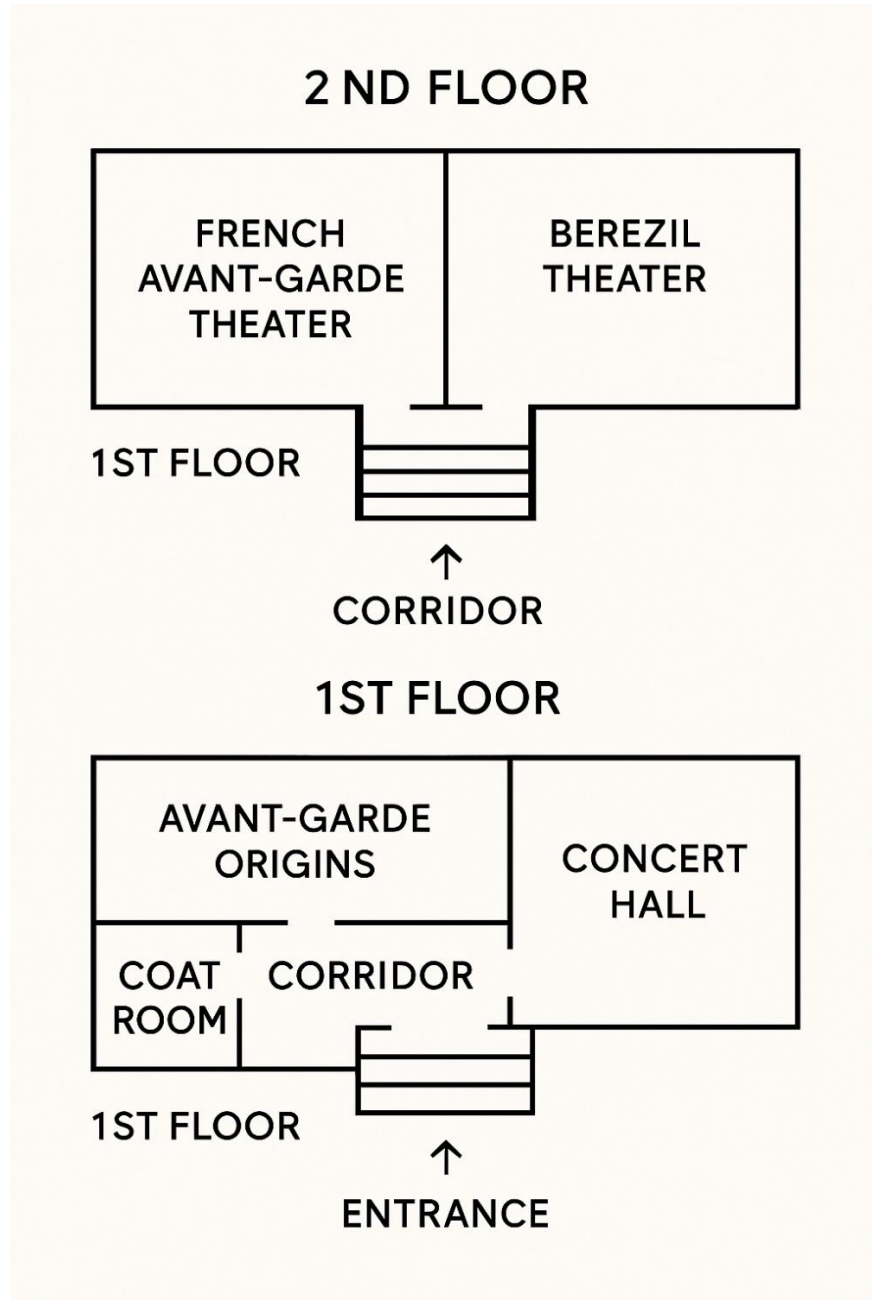 2 ND FLOOR
FRENCH
AVANT-GARDE
THEATER
BEREZIL
THEATER
1ST FLOOR
↑
CORRIDOR
1ST FLOOR
AVANT-GARDE
ORIGINS
CONCERT
HALL
COAT
ROOM
CORRIDOR
1ST FLOOR
↑
ENTRANCE